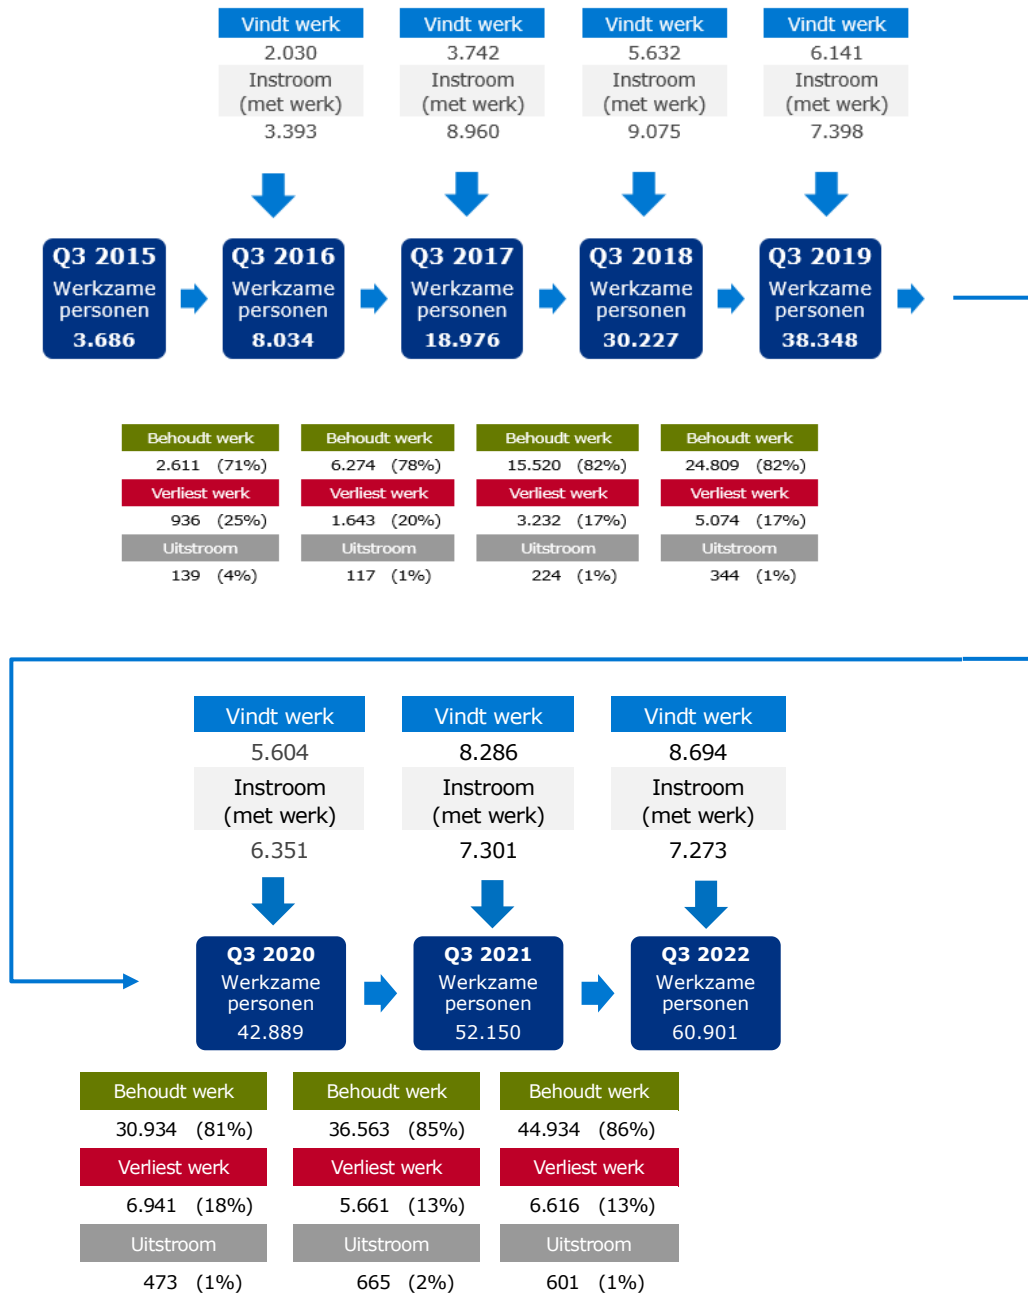 Vindt werk Vindt werk Vindt werk Vindt werk
2.030 3.742 5.632 6.141
Instroom Instroom Instroom Instroom
(met werk) (met werk) (met werk) (met werk)
3.393 8.960 9.075 7.398
Q3 2015 Q3 2016 Q3 2017 Q3 2018 Q3 2019
Werkzame Werkzame Werkzame Werkzame Werkzame
personen personen personen personen personen
3.686 8.034 18.976 30.227 38.348
Behoudt werk Behoudt werk Behoudt werk Behoudt werk
2.611 (71%) 6.274 (78%) 15.520 (82%) 24.809 (82%)
Verliest werk Verliest werk Verliest werk Verliest werk
936 (25%) 1.643 (20%) 3.232 (17%) 5.074 (17%)
Uitstroom Uitstroom Uitstroom Uitstroom
139 (4%) 117 (1%) 224 (1%) 344 (1%)
Vindt werk Vindt werk Vindt werk
5.604 8.286 8.694
Instroom Instroom Instroom
(met werk) (met werk) (met werk)
6.351 7.301 7.273
Q3 2020 Q3 2021 Q3 2022
Werkzame Werkzame Werkzame
personen personen personen
42.889 52.150 60.901
Behoudt werk Behoudt werk Behoudt werk
30.934 (81%) 36.563 (85%) 44.934 (86%)
Verliest werk Verliest werk Verliest werk
6.941 (18%) 5.661 (13%) 6.616 (13%)
Uitstroom Uitstroom Uitstroom
473 (1%) 665 (2%) 601 (1%)